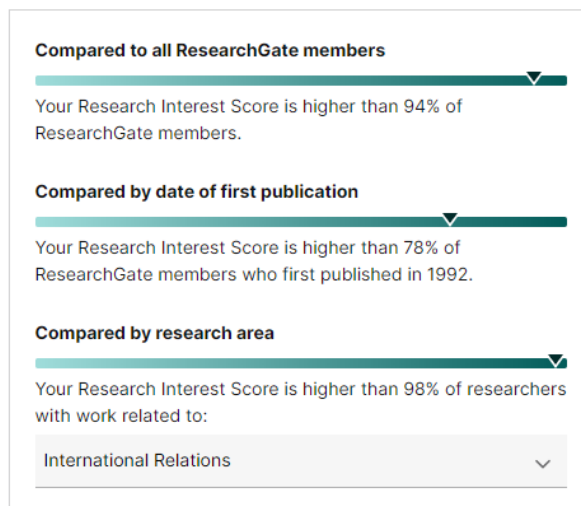 Compared to all ResearchGate members
Your Research Interest Score is higher than 94% of
ResearchGate members.
Compared by date of first publication
Your Research Interest Score is higher than 78% of
ResearchGate members who first published in 1992.
Compared by research area
Your Research Interest Score is higher than 98% of researchers
with work related to:
International Relations